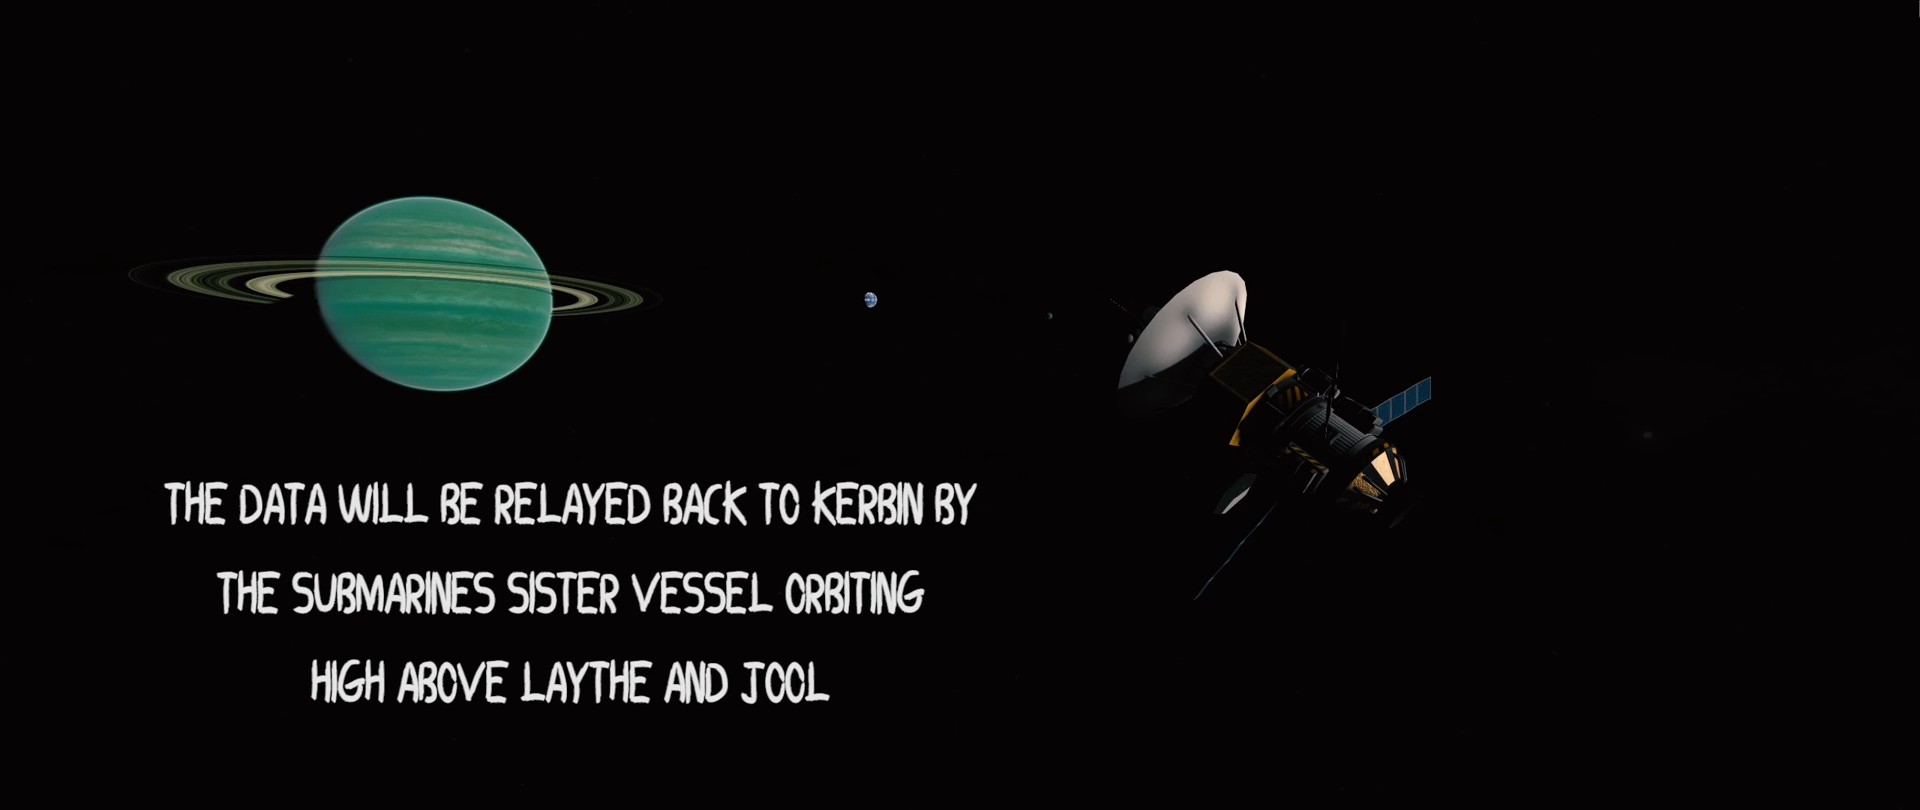 THE DATA WILL BE RELAYED BACK TO KERBIN BY
THE SUBMARINES SISTER VESSEL ORBITING
HIGH ABOVE LAYTHE AND JOOL